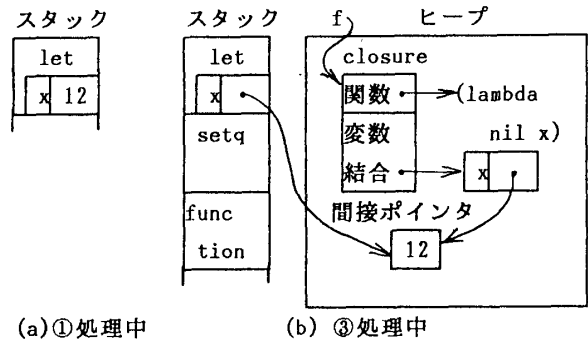 スタック
let
x 12
(a)①処理中
スタック
let
x
setq
func
tion
ヒープ
f
closure
関数
(lambda
nil x)
変数
結合
x
間接ポインタ
12
(b) ③処理中